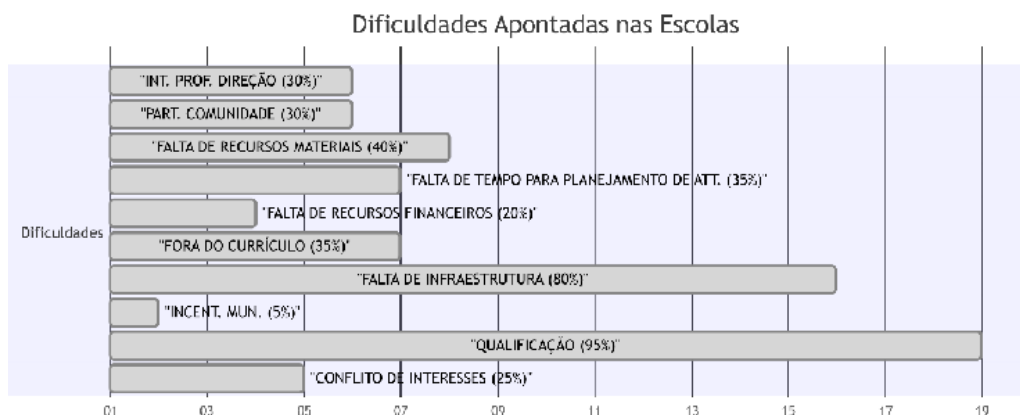 Dificuldades Apontadas nas Escolas
"INT. PROF. DIREÇÃO (30%)"
"PART. COMUNIDADE (30%)"
"FALTA DE RECURSOS MATERIAIS (40%)"
"FALTA DE TEMPO PARA PLANEJAMENTO DE ATT. (35%)"
"FALTA DE RECURSOS FINANCEIROS (20%)"
Dificuldades
"FORA DO CURRÍCULO (35%)"
"FALTA DE INFRAESTRUTURA (80%)"
"INCENT. MUN. (5%)"
"QUALIFICAÇÃO (95%)"
"CONFLITO DE INTERESSES (25%)"
01 03 05 07 09 11 13 15 17 19